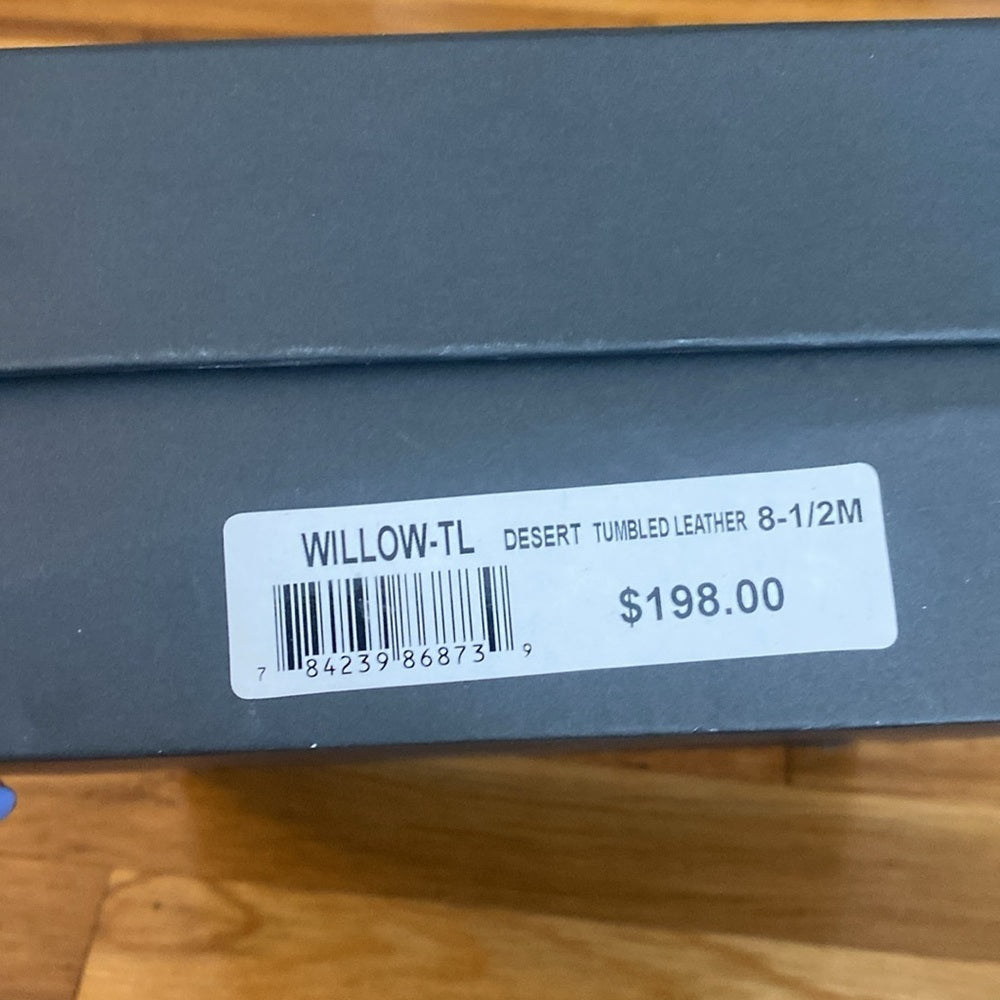 WILLOW-TL DESERT TUMBLED LEATHER 8-1/2M
$198.00
7 84239 86873 9